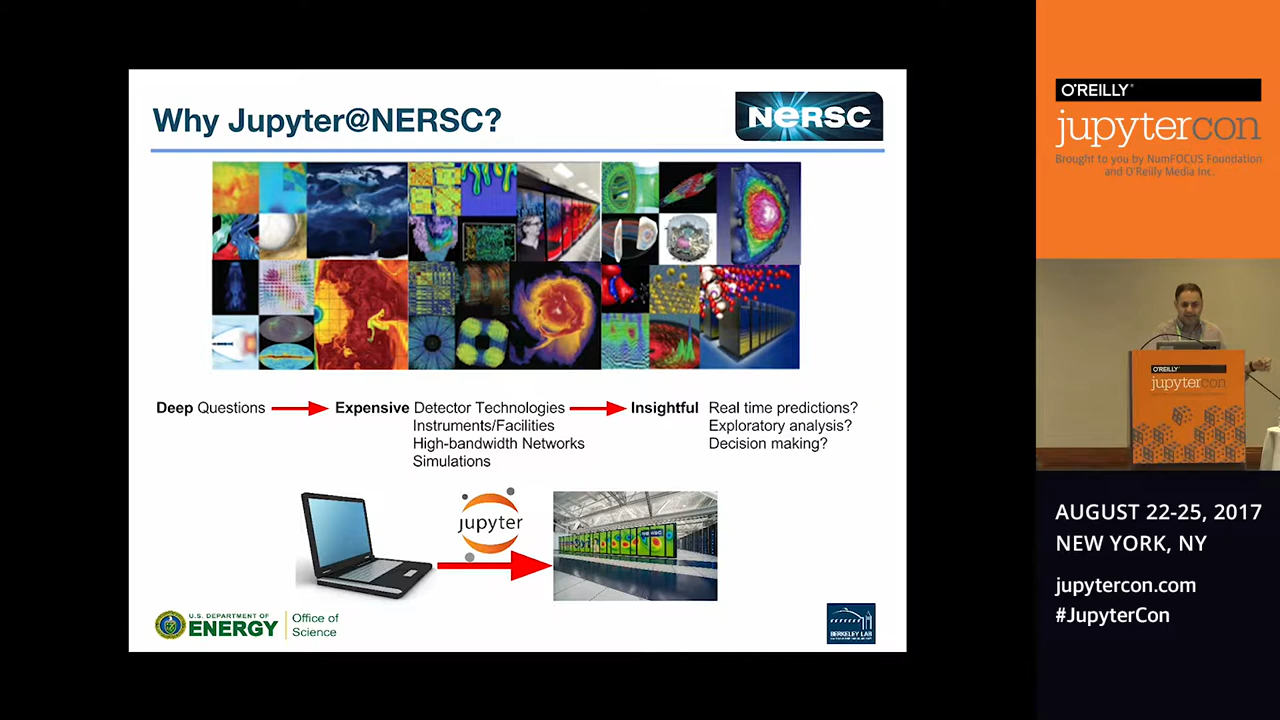 Why Jupyter@NERSC?
NERSC
Deep Questions
Expensive Detector Technologies
Instruments/Facilities
High-bandwidth Networks
Simulations
Insightful Real time predictions?
Exploratory analysis?
Decision making?
jupyter
U.S. DEPARTMENT OF
ENERGY
Office of
Science
BERKELEY LAB
O'REILLY®
jupytercon
Brought to you by NumFOCUS Foundation
and O'Reilly Media Inc.
O'REILLY
jupytercon
AUGUST 22-25, 2017
NEW YORK, NY
jupytercon.com
#JupyterCon